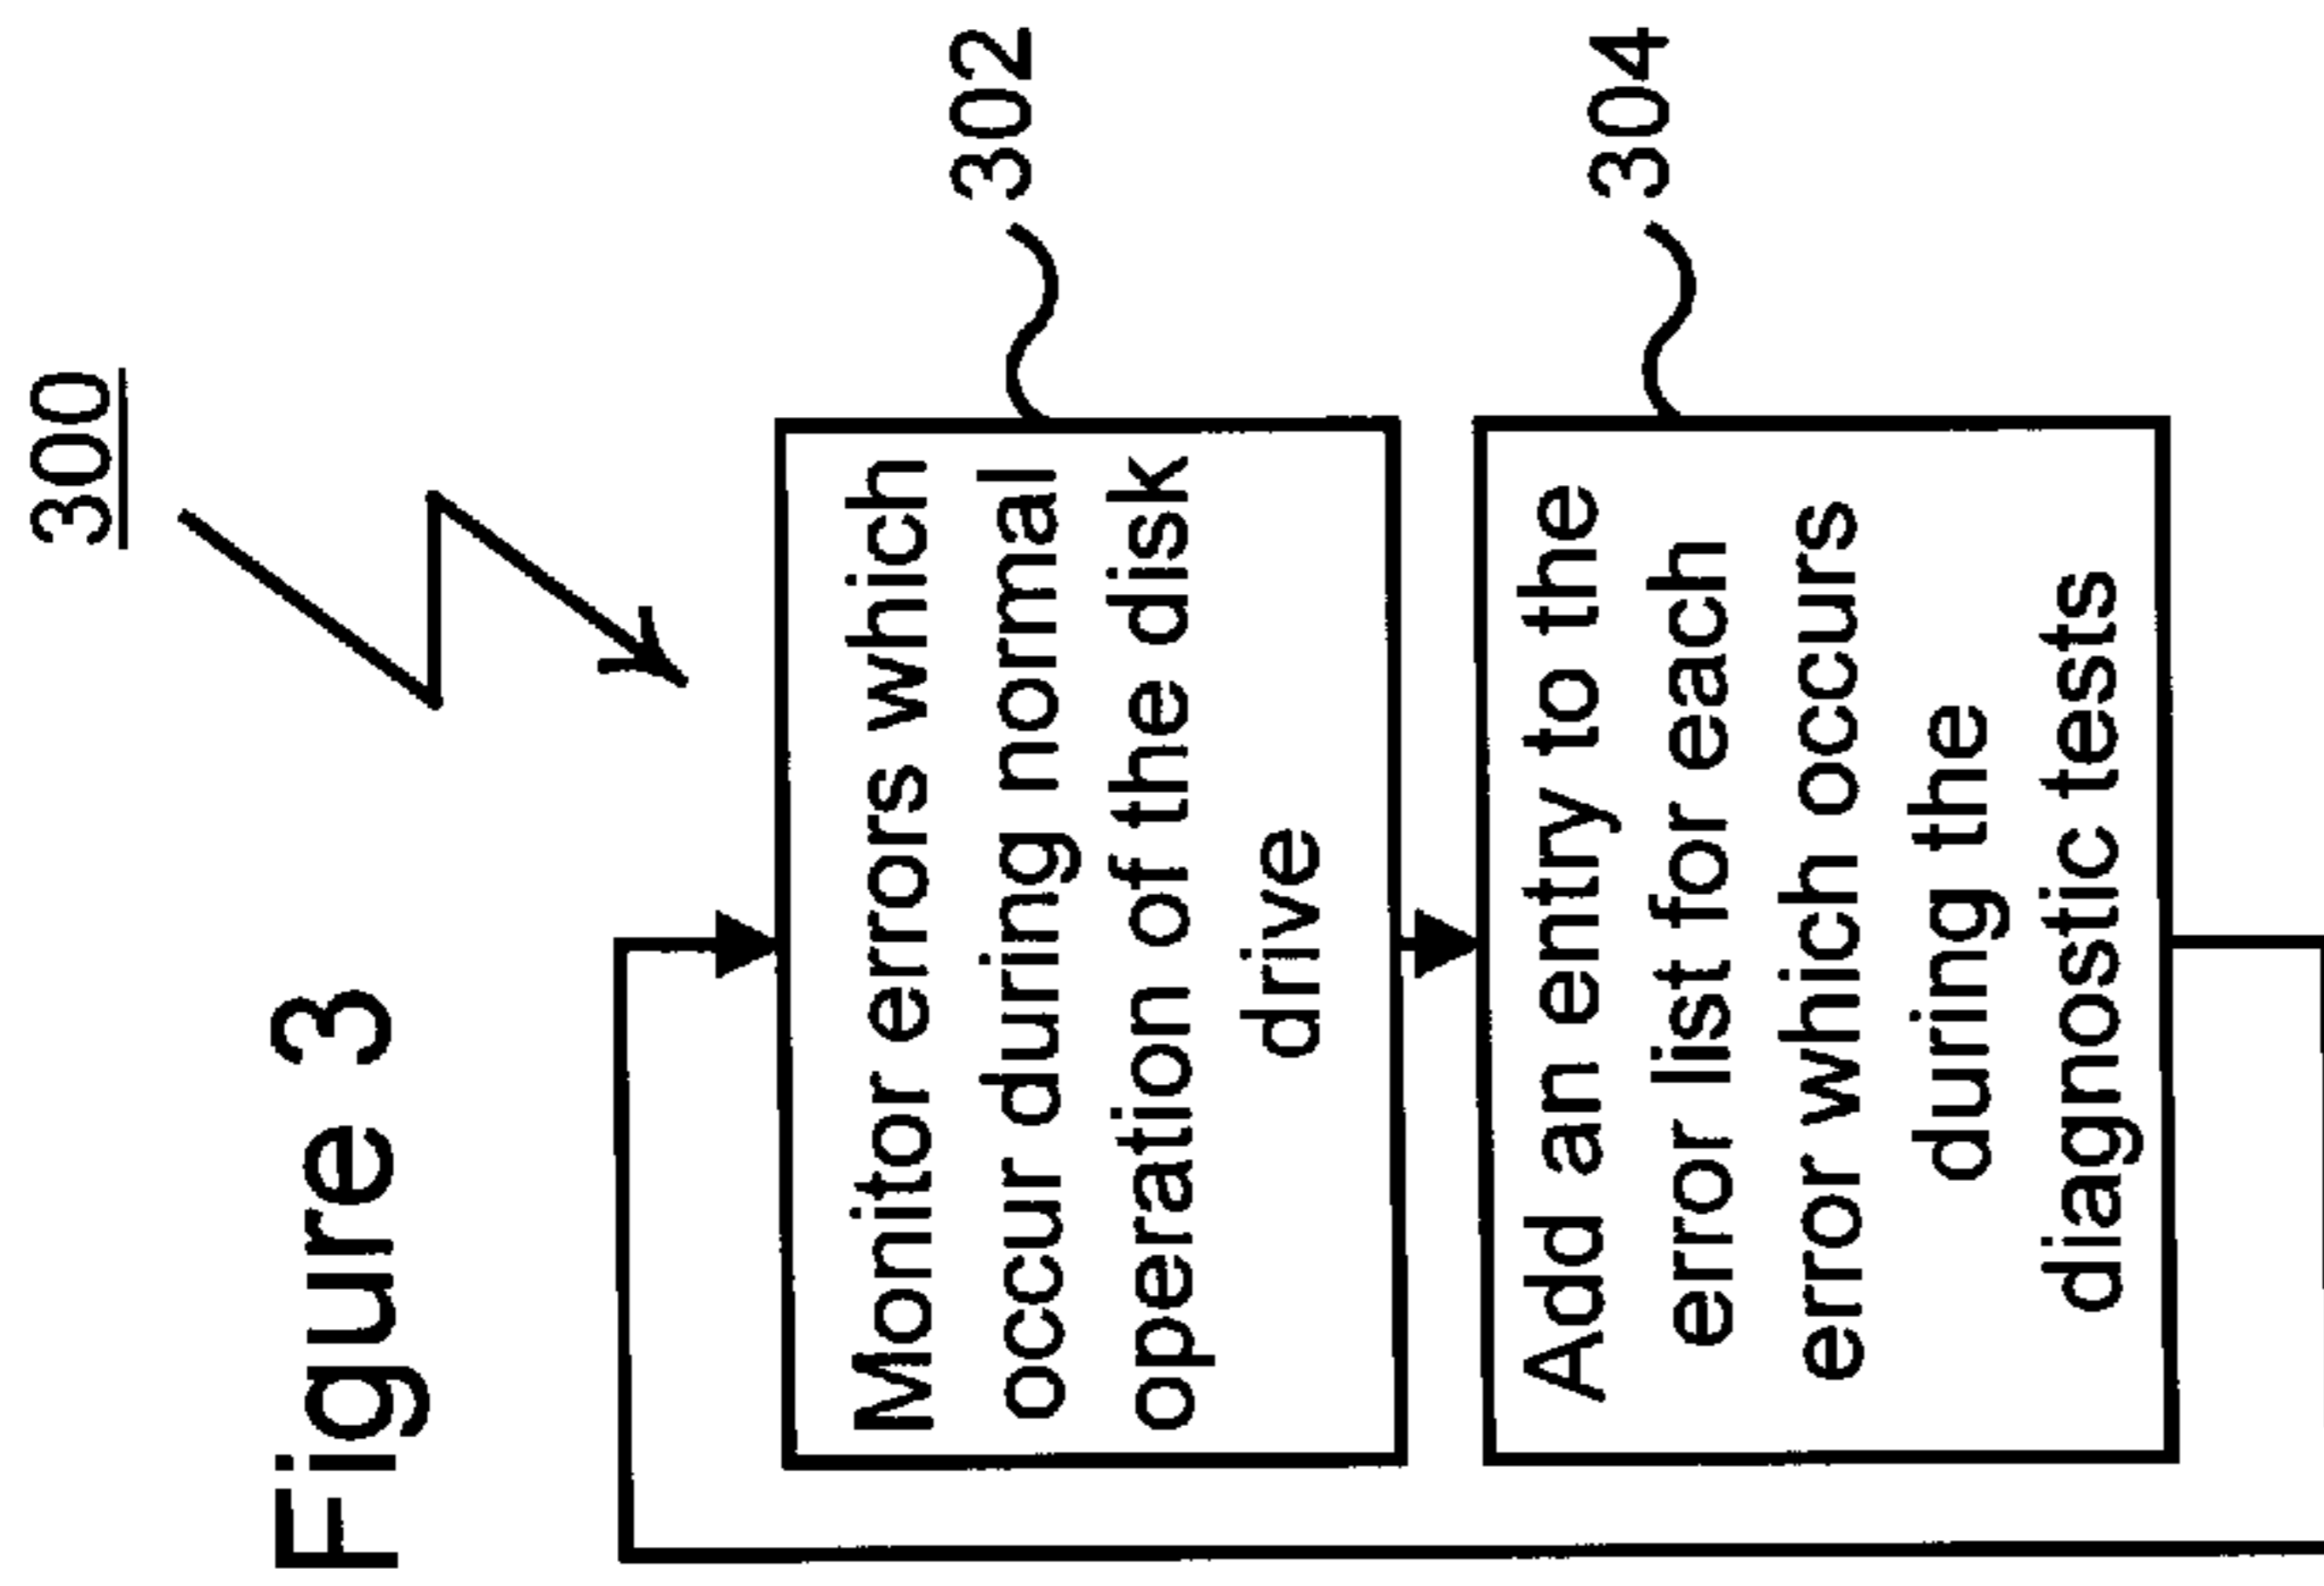 300
Figure 3
Monitor errors which
occur during normal
operation of the disk
drive
302
Add an entry to the
error list for each
error which occurs
during the
diagnostic tests
304